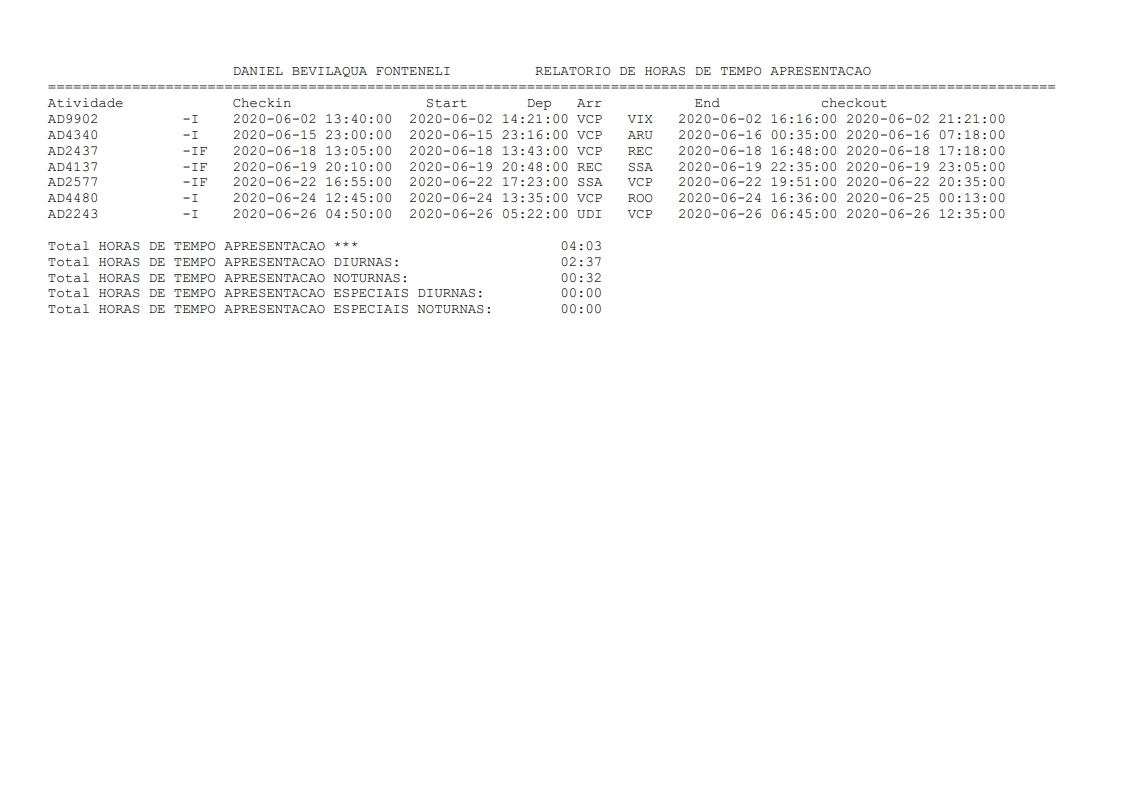 DANIEL BEVILAQUA FONTENELI RELATORIO DE HORAS DE TEMPO APRESENTACAO
========================================================================================================================
Atividade Checkin Start Dep Arr End checkout
AD9902 -I 2020-06-02 13:40:00 2020-06-02 14:21:00 VCP VIX 2020-06-02 16:16:00 2020-06-02 21:21:00
AD4340 -I 2020-06-15 23:00:00 2020-06-15 23:16:00 VCP ARU 2020-06-16 00:35:00 2020-06-16 07:18:00
AD2437 -IF 2020-06-18 13:05:00 2020-06-18 13:43:00 VCP REC 2020-06-18 16:48:00 2020-06-18 17:18:00
AD4137 -IF 2020-06-19 20:10:00 2020-06-19 20:48:00 REC SSA 2020-06-19 22:35:00 2020-06-19 23:05:00
AD2577 -IF 2020-06-22 16:55:00 2020-06-22 17:23:00 SSA VCP 2020-06-22 19:51:00 2020-06-22 20:35:00
AD4480 -I 2020-06-24 12:45:00 2020-06-24 13:35:00 VCP ROO 2020-06-24 16:36:00 2020-06-25 00:13:00
AD2243 -I 2020-06-26 04:50:00 2020-06-26 05:22:00 UDI VCP 2020-06-26 06:45:00 2020-06-26 12:35:00
Total HORAS DE TEMPO APRESENTACAO *** 04:03
Total HORAS DE TEMPO APRESENTACAO DIURNAS: 02:37
Total HORAS DE TEMPO APRESENTACAO NOTURNAS: 00:32
Total HORAS DE TEMPO APRESENTACAO ESPECIAIS DIURNAS: 00:00
Total HORAS DE TEMPO APRESENTACAO ESPECIAIS NOTURNAS: 00:00